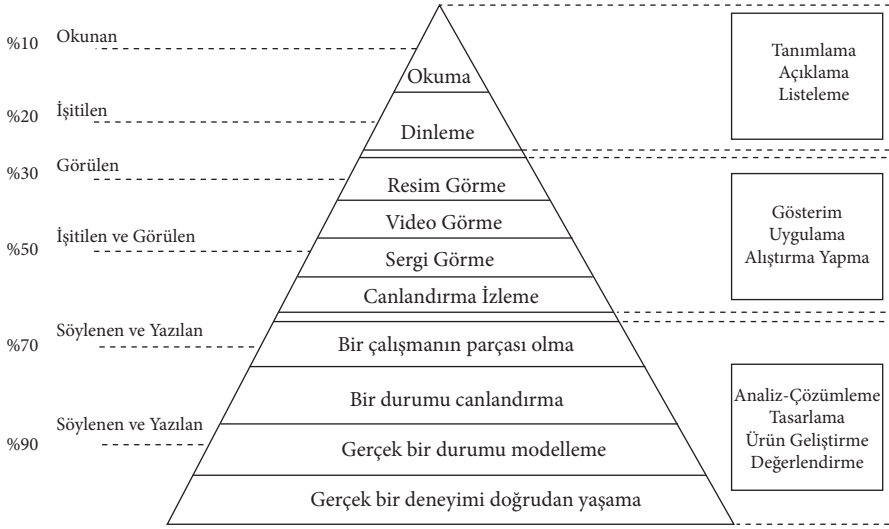 %10 Okunan
%20 İşitilen
%30 Görülen
%50 İşitilen ve Görülen
%70 Söylenen ve Yazılan
%90 Söylenen ve Yazılan
Okuma
Dinleme
Resim Görme
Video Görme
Sergi Görme
Canlandırma İzleme
Bir çalışmanın parçası olma
Bir durumu canlandırma
Gerçek bir durumu modelleme
Gerçek bir deneyimi doğrudan yaşama
Tanımlama
Açıklama
Listeleme
Gösterim
Uygulama
Alıştırma Yapma
Analiz-Çözümleme
Tasarlama
Ürün Geliştirme
Değerlendirme